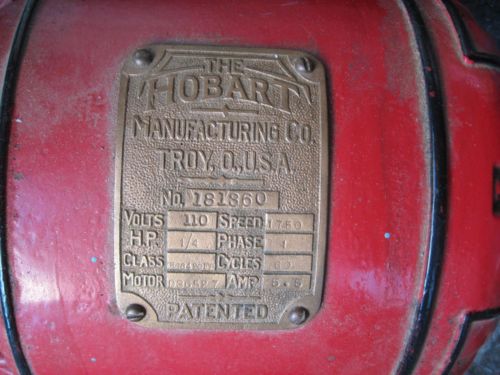 THE
HOBART
MANUFACTURING CO.
TROY, O., U.S.A.
No. 181860
VOLTS 110 SPEED 1750
H.P. 1/4 PHASE 1
CLASS CYCLES 60
MOTOR AMP 5.5
PATENTED